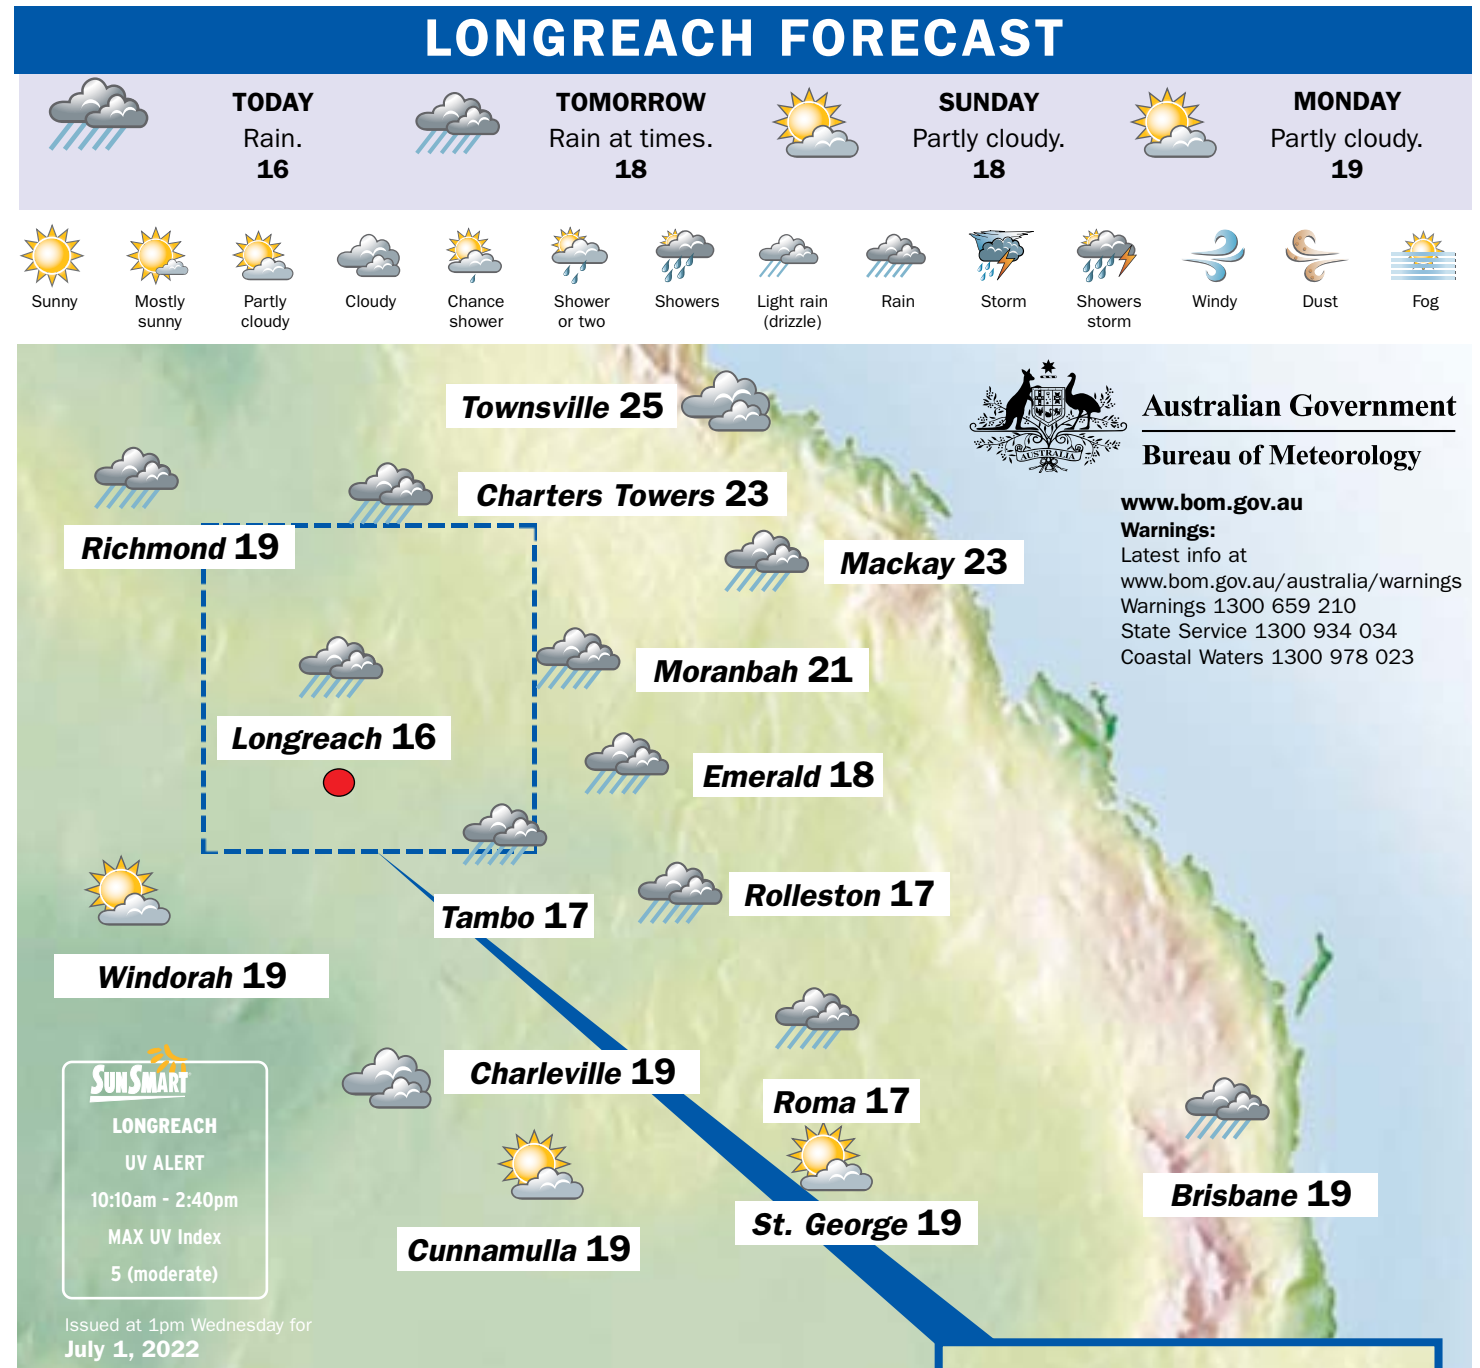 LONGREACH FORECAST
TODAY
Rain.
16
TOMORROW
Rain at times.
18
SUNDAY
Partly cloudy.
18
MONDAY
Partly cloudy.
19
Sunny
Mostly
sunny
Partly
cloudy
Cloudy
Chance
shower
Shower
or two
Showers
Light rain
(drizzle)
Rain
Storm
Showers
storm
Windy
Dust
Fog
Townsville 25
AUSTRALIA
Australian Government
Bureau of Meteorology
www.bom.gov.au
Warnings:
Latest info at
www.bom.gov.au/australia/warnings
Warnings 1300 659 210
State Service 1300 934 034
Coastal Waters 1300 978 023
Charters Towers 23
Richmond 19
Mackay 23
Moranbah 21
Longreach 16
Emerald 18
Rolleston 17
Tambo 17
Windorah 19
Charleville 19
Roma 17
Brisbane 19
St. George 19
Cunnamulla 19
SUNSMART
LONGREACH
UV ALERT
10:10am - 2:40pm
MAX UV Index
5 (moderate)
Issued at 1pm Wednesday for
July 1, 2022